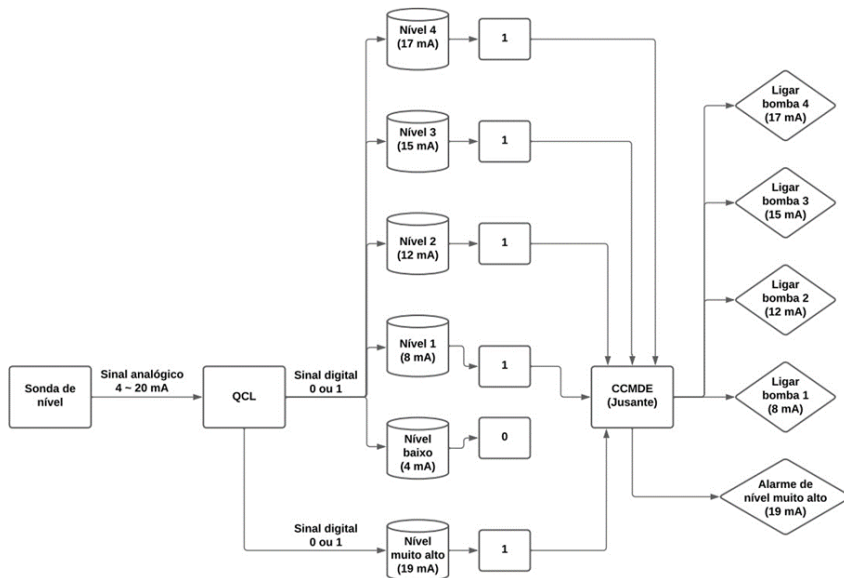 Nível 4
(17 mA)
1
Nível 3
(15 mA)
1
Nível 2
(12 mA)
1
Nível 1
(8 mA)
1
Nível
baixo
(4 mA)
0
Nível
muito alto
(19 mA)
1
Sonda de
nível
Sinal analógico
4 ~ 20 mA
QCL
Sinal digital
0 ou 1
Sinal digital
0 ou 1
CCMDE
(Jusante)
Ligar
bomba 4
(17 mA)
Ligar
bomba 3
(15 mA)
Ligar
bomba 2
(12 mA)
Ligar
bomba 1
(8 mA)
Alarme de
nível muito alto
(19 mA)